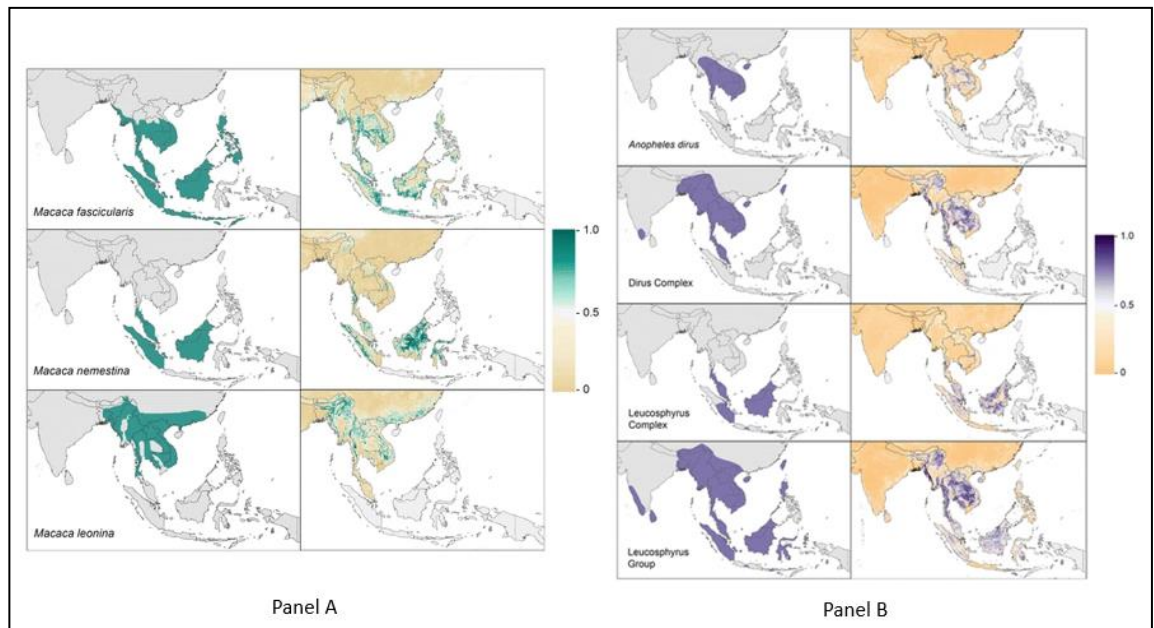 Macaca fascicularis
Macaca nemestina
Macaca leonina
1.0
0.5
0
Panel A
Anopheles dirus
Dirus Complex
Leucosphyrus
Complex
Leucosphyrus
Group
1.0
0.5
0
Panel B